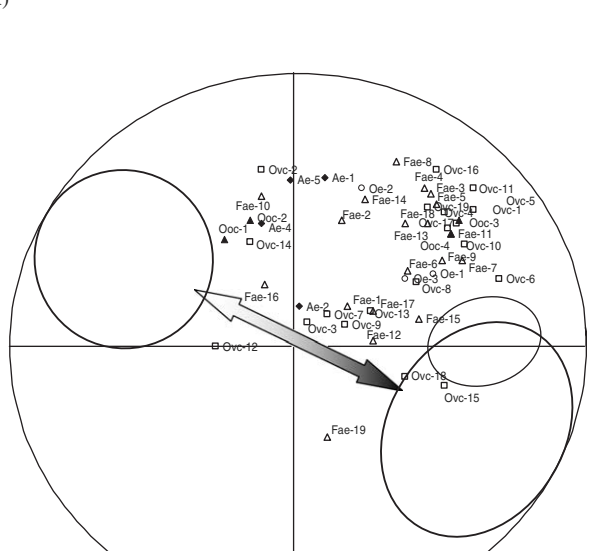 )
Fae-8
Ovc-2 Ovc-16
Ae-5 Ae-1 Fae-4
Oe-2 Fae-3 Ovc-11
Fae-14 Fae-5 Ovc-5
Fae-10 Ovc-19 Ovc-4 Ovc-1
Ooc-2 Fae-2 Fae-18
Ooc-1 Ae-4 Ovc-17 Ooc-3
Fae-13 Fae-11
Ovc-14 Ooc-4 Ovc-10
Fae-9
Fae-6 Fae-7
Oe-3 Oe-1 Ovc-6
Ovc-8
Fae-16
Ae-2 Fae-1 Fae-17
Ovc-7 Ovc-13
Ovc-3 Ovc-9 Fae-15
Fae-12
Ovc-12
Ovc-18
Ovc-15
Fae-19